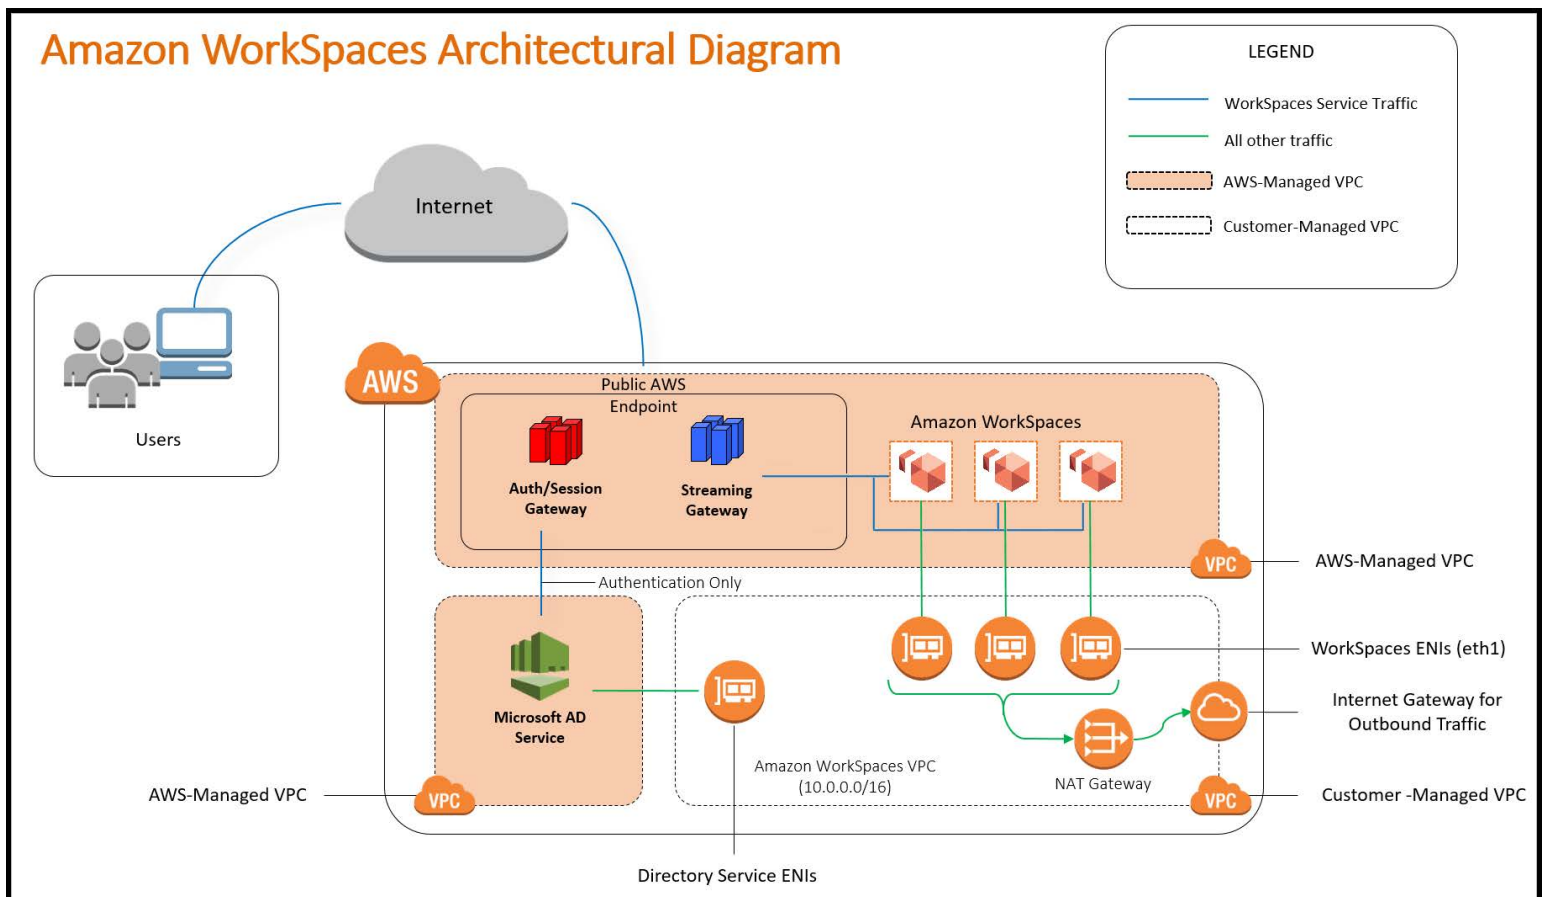 Amazon WorkSpaces Architectural Diagram
LEGEND
WorkSpaces Service Traffic
All other traffic
AWS-Managed VPC
Customer-Managed VPC
Internet
Users
AWS
Public AWS
Endpoint
Auth/Session
Gateway
Streaming
Gateway
Amazon WorkSpaces
VPC
AWS-Managed VPC
Authentication Only
Microsoft AD
Service
WorkSpaces ENIs (eth1)
Internet Gateway for
Outbound Traffic
Amazon WorkSpaces VPC
(10.0.0.0/16)
NAT Gateway
AWS-Managed VPC
VPC
VPC
Customer -Managed VPC
Directory Service ENIs